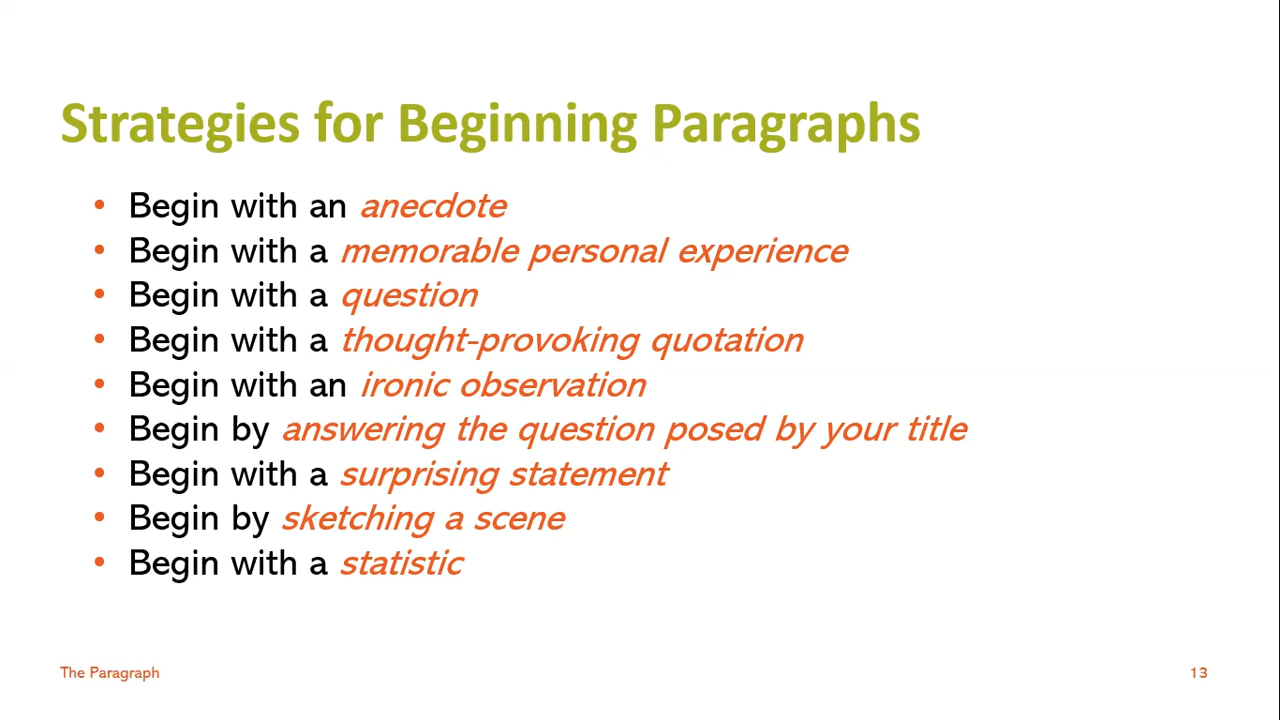 Strategies for Beginning Paragraphs
• Begin with an anecdote
• Begin with a memorable personal experience
• Begin with a question
• Begin with a thought-provoking quotation
• Begin with an ironic observation
• Begin by answering the question posed by your title
• Begin with a surprising statement
• Begin by sketching a scene
• Begin with a statistic
The Paragraph
13